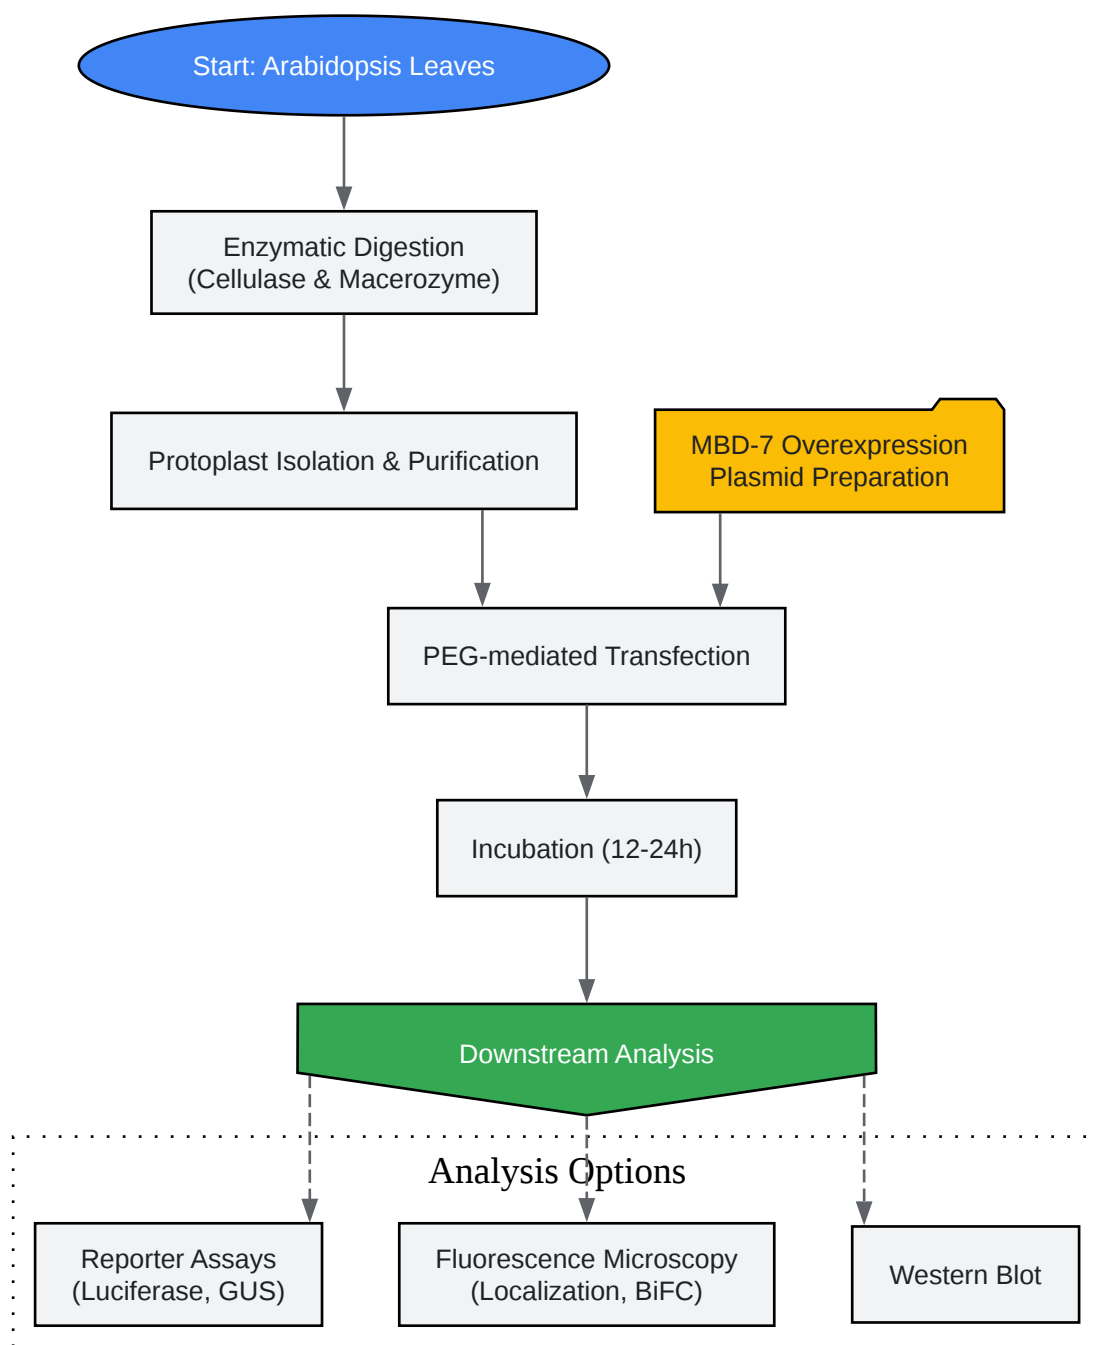 Start: Arabidopsis Leaves
Enzymatic Digestion
(Cellulase & Macerozyme)
Protoplast Isolation & Purification
MBD-7 Overexpression
Plasmid Preparation
PEG-mediated Transfection
Incubation (12-24h)
Downstream Analysis
Analysis Options
Reporter Assays
(Luciferase, GUS)
Fluorescence Microscopy
(Localization, BiFC)
Western Blot